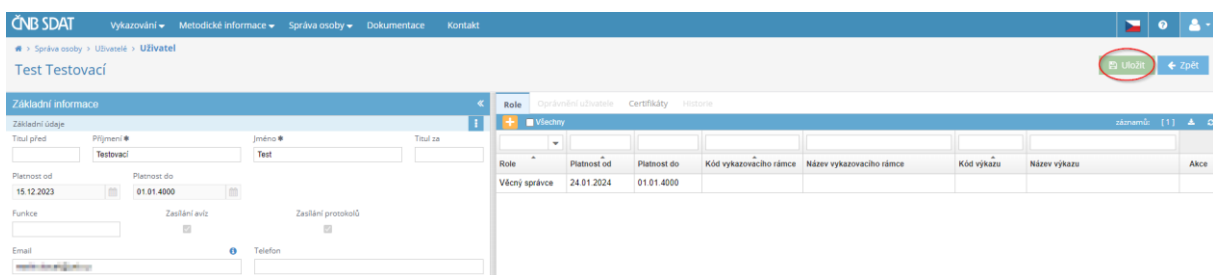 ČNB SDAT Vykazování Metodické informace Správa osoby Dokumentace Kontakt
Správa osoby > Uživatelé > Uživatel
Test Testovací
Uložit Zpět
Základní informace
Základní údaje
Titul před Příjmení Jméno Titul za
Testovací Test
Platnost od Platnost do
15.12.2023 01.01.4000
Funkce Zasílání avíz Zasílání protokolů
Email Telefon
Role Oprávnění uživatele Certifikáty Historie
Všechny záznamů: [ 1 ]
Role Platnost od Platnost do Kód vykazovacího rámce Název vykazovacího rámce Kód výkazu Název výkazu Akce
Věcný správce 24.01.2024 01.01.4000